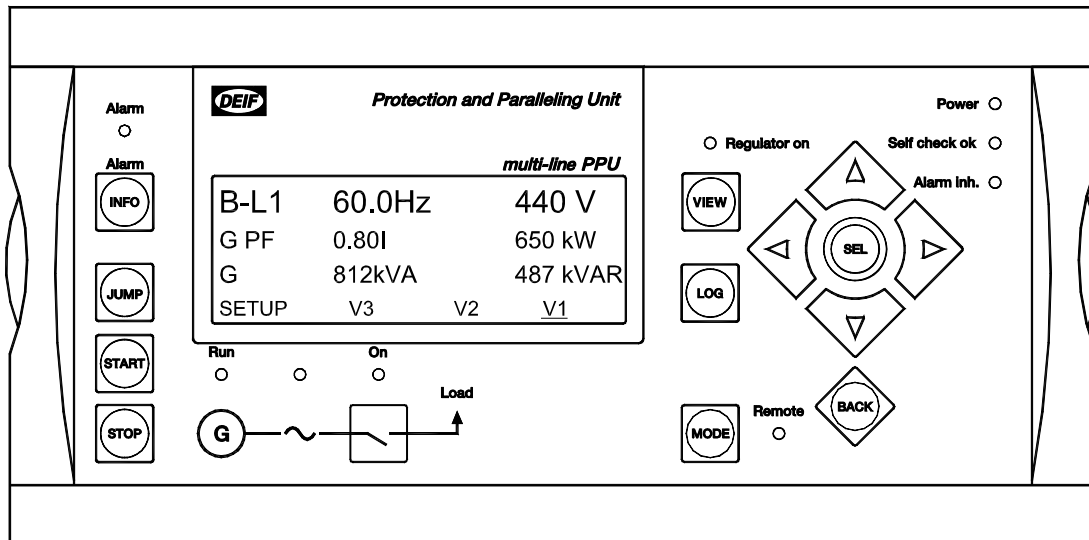 DEIF
Protection and Paralleling Unit
multi-line PPU
Alarm
Alarm
INFO
JUMP
START
STOP
B-L1 60.0Hz 440 V
G PF 0.80I 650 kW
G 812kVA 487 kVAR
SETUP V3 V2 V1
Run On
Load
G
Power
Regulator on Self check ok
Alarm inh.
VIEW
SEL
LOG
BACK
Remote
MODE